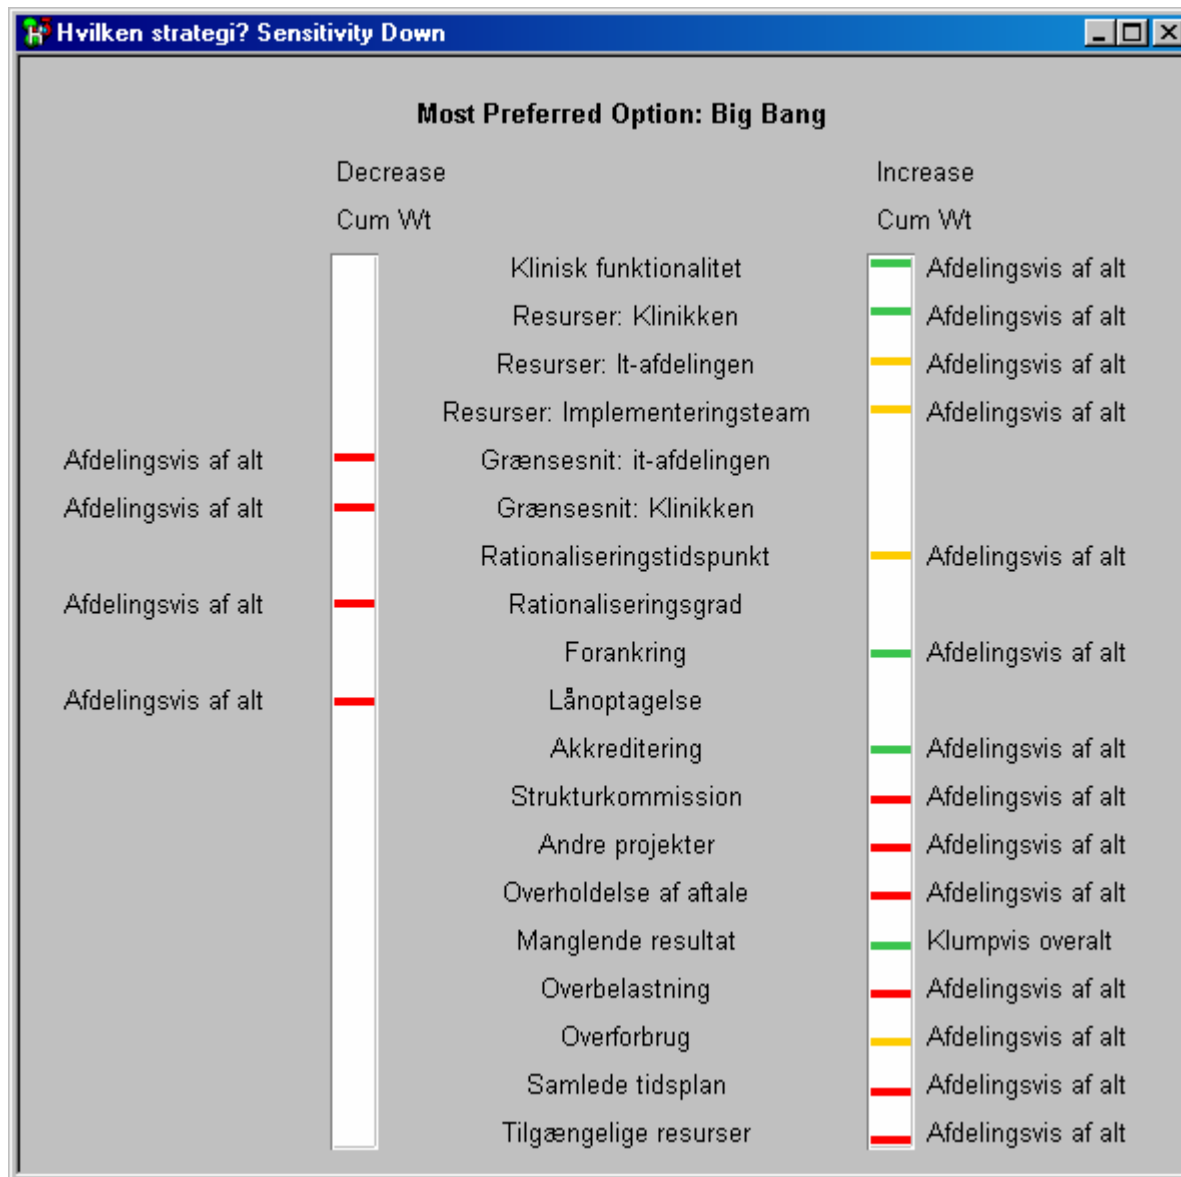 Hvilken strategi? Sensitivity Down
Most Preferred Option: Big Bang
Decrease Increase
Cum Wt Cum Wt
Klinisk funktionalitet Afdelingsvis af alt
Resurser: Klinikken Afdelingsvis af alt
Resurser: It-afdelingen Afdelingsvis af alt
Resurser: Implementeringsteam Afdelingsvis af alt
Afdelingsvis af alt Grænsesnit: it-afdelingen
Afdelingsvis af alt Grænsesnit: Klinikken
Rationaliseringstidspunkt Afdelingsvis af alt
Afdelingsvis af alt Rationaliseringsgrad
Forankring Afdelingsvis af alt
Afdelingsvis af alt Lånoptagelse
Akkreditering Afdelingsvis af alt
Strukturkommission Afdelingsvis af alt
Andre projekter Afdelingsvis af alt
Overholdelse af aftale Afdelingsvis af alt
Manglende resultat Klumpvis overalt
Overbelastning Afdelingsvis af alt
Overforbrug Afdelingsvis af alt
Samlede tidsplan Afdelingsvis af alt
Tilgængelige resurser Afdelingsvis af alt